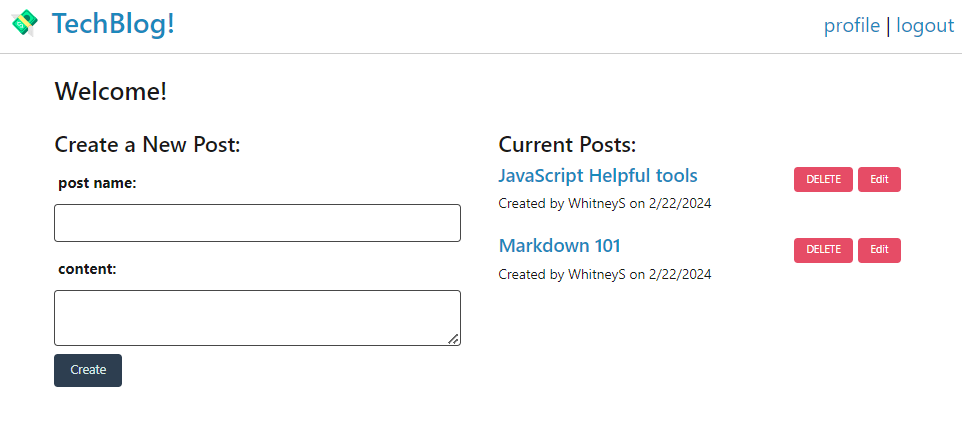 TechBlog!
profile | logout
Welcome!
Create a New Post:
post name:
content:
Create
Current Posts:
JavaScript Helpful tools
DELETE Edit
Created by WhitneyS on 2/22/2024
Markdown 101
DELETE Edit
Created by WhitneyS on 2/22/2024